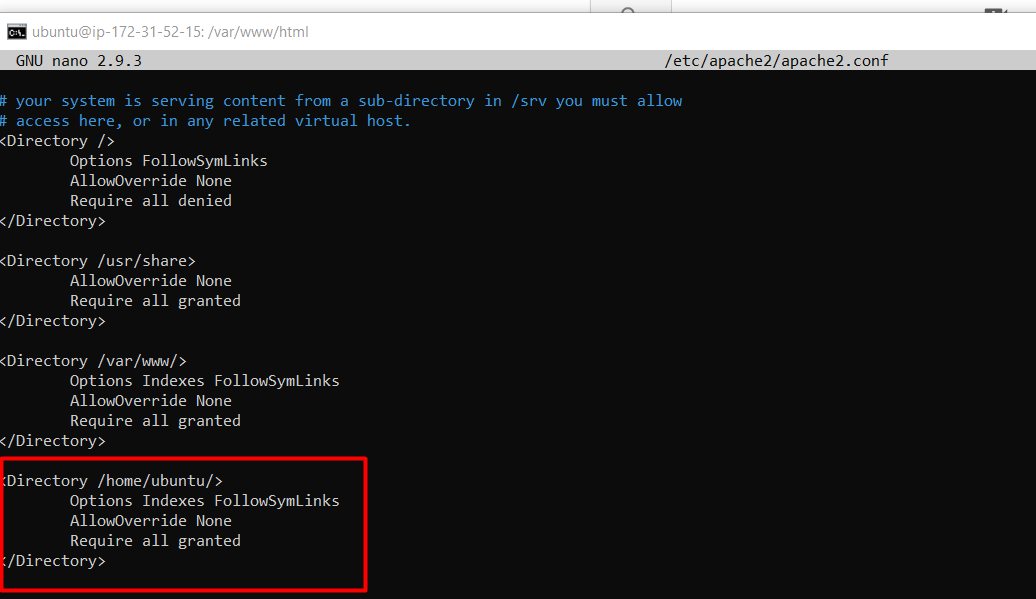 ubuntu@ip-172-31-52-15: /var/www/html
GNU nano 2.9.3 /etc/apache2/apache2.conf
# your system is serving content from a sub-directory in /srv you must allow
# access here, or in any related virtual host.
<Directory />
Options FollowSymLinks
AllowOverride None
Require all denied
</Directory>
<Directory /usr/share>
AllowOverride None
Require all granted
</Directory>
<Directory /var/www/>
Options Indexes FollowSymLinks
AllowOverride None
Require all granted
</Directory>
<Directory /home/ubuntu/>
Options Indexes FollowSymLinks
AllowOverride None
Require all granted
</Directory>